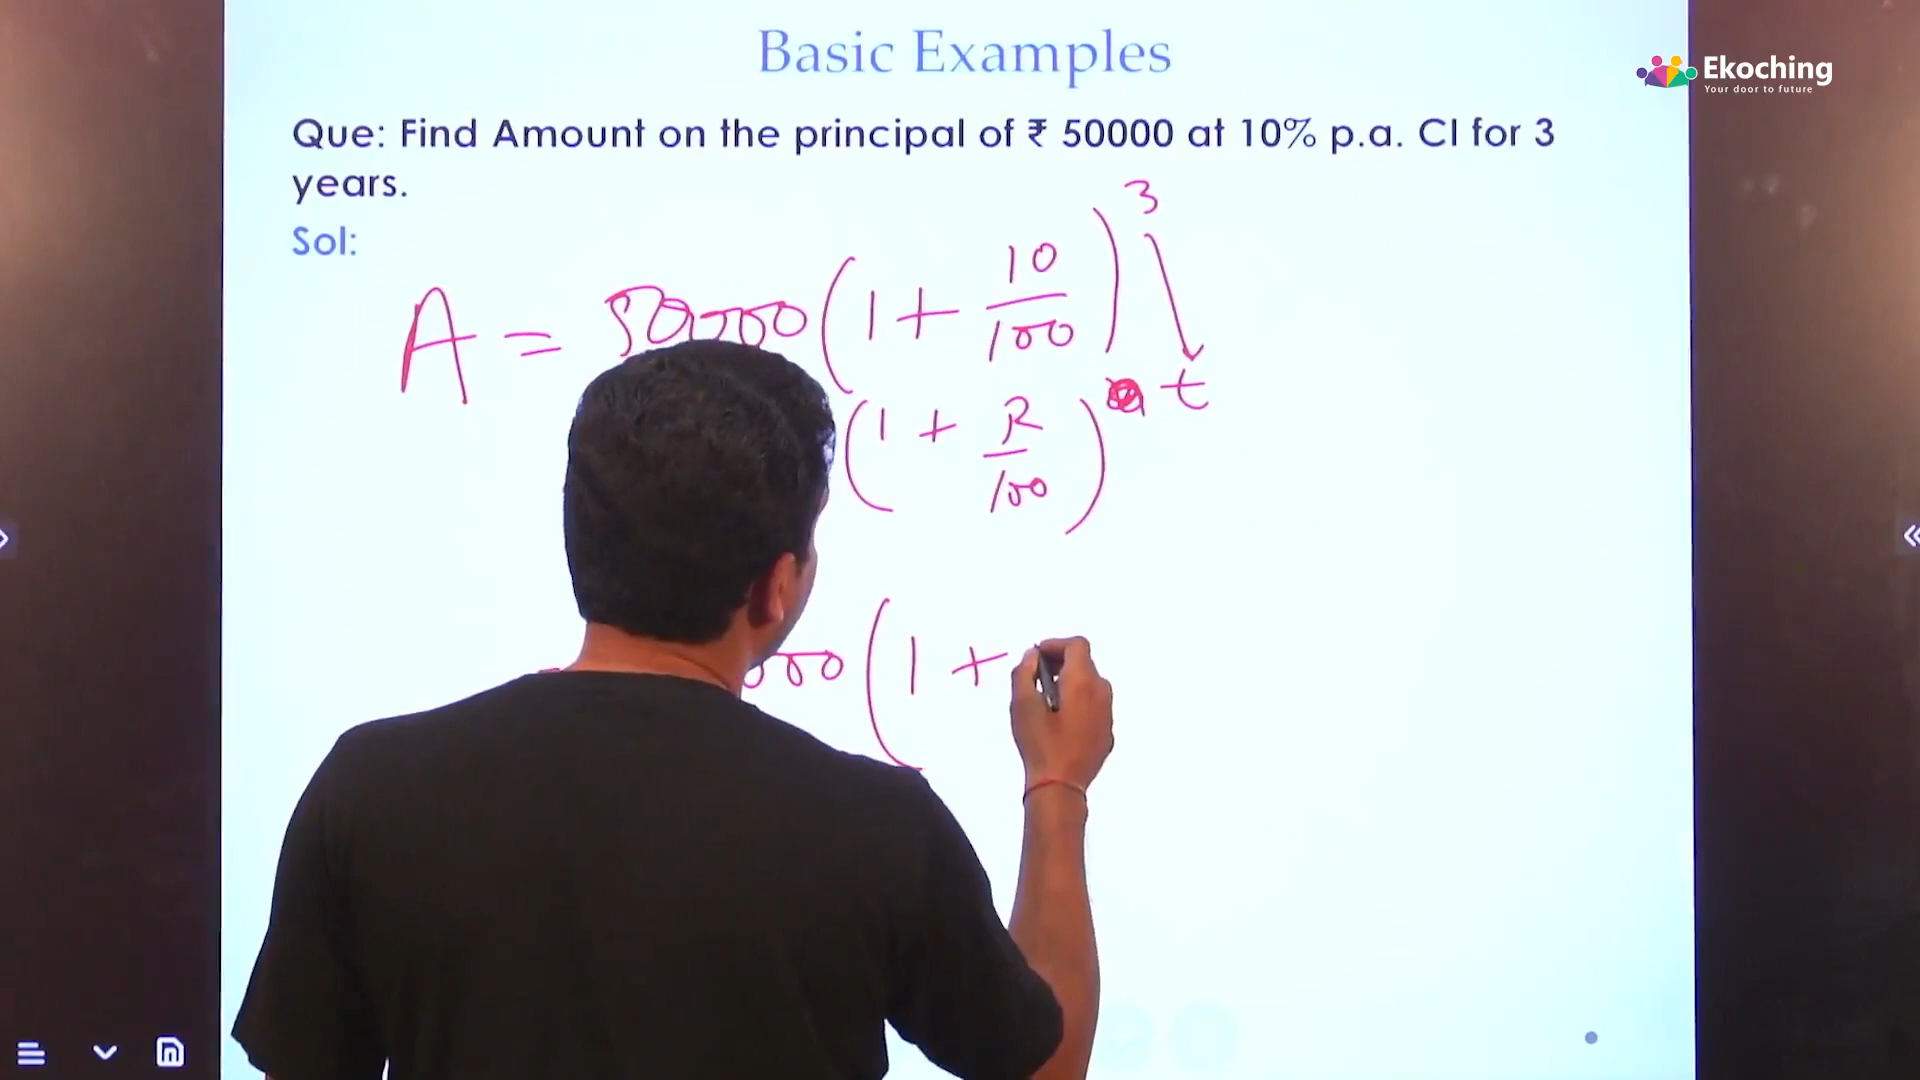 Basic Examples
Ekoching
Your door to future
Que: Find Amount on the principal of ₹ 50000 at 10% p.a. CI for 3
years.
Sol:
A = 50000 (1 + 10/100)^3
(1 + R/100)^t
000 (1 +